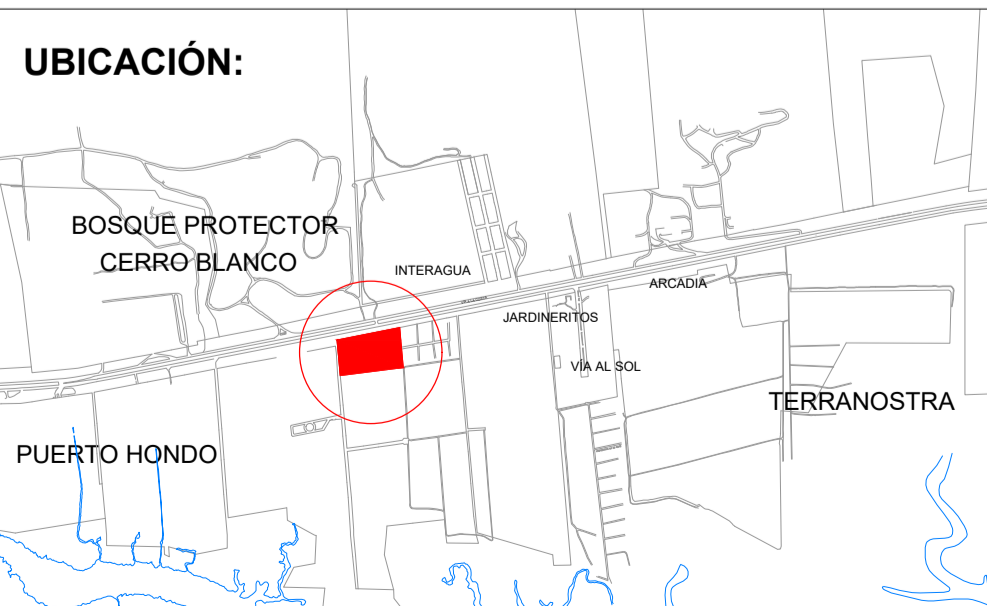 UBICACIÓN:
BOSQUE PROTECTOR
CERRO BLANCO
INTERAGUA
ARCADIA
JARDINERITOS
VÍA AL SOL
TERRANOSTRA
PUERTO HONDO